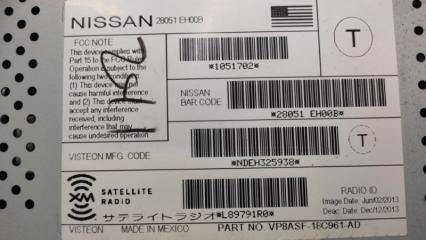 NISSAN 28051 EH00B
FCC NOTE
This device complies with
Part 15 to the FCC Rules
Operation is subject to the
following two conditions:
(1) This Device may not
cause harmful interference
and (2) This device must
accept any interference
received, including
interference that may
cause undesired operation.
180
*1051702*
T
NISSAN
BAR CODE
*28051 EH00B*
VISTEON MFG. CODE
*NDEH325938*
T
XM SATELLITE
RADIO
サテライトラジオ
*L89791R0*
RADIO ID
Image Date: Jun/02/2013
Deac Date: Dec/12/2013
VISTEON MADE IN MEXICO PART NO. VP8ASF-18C961-AD